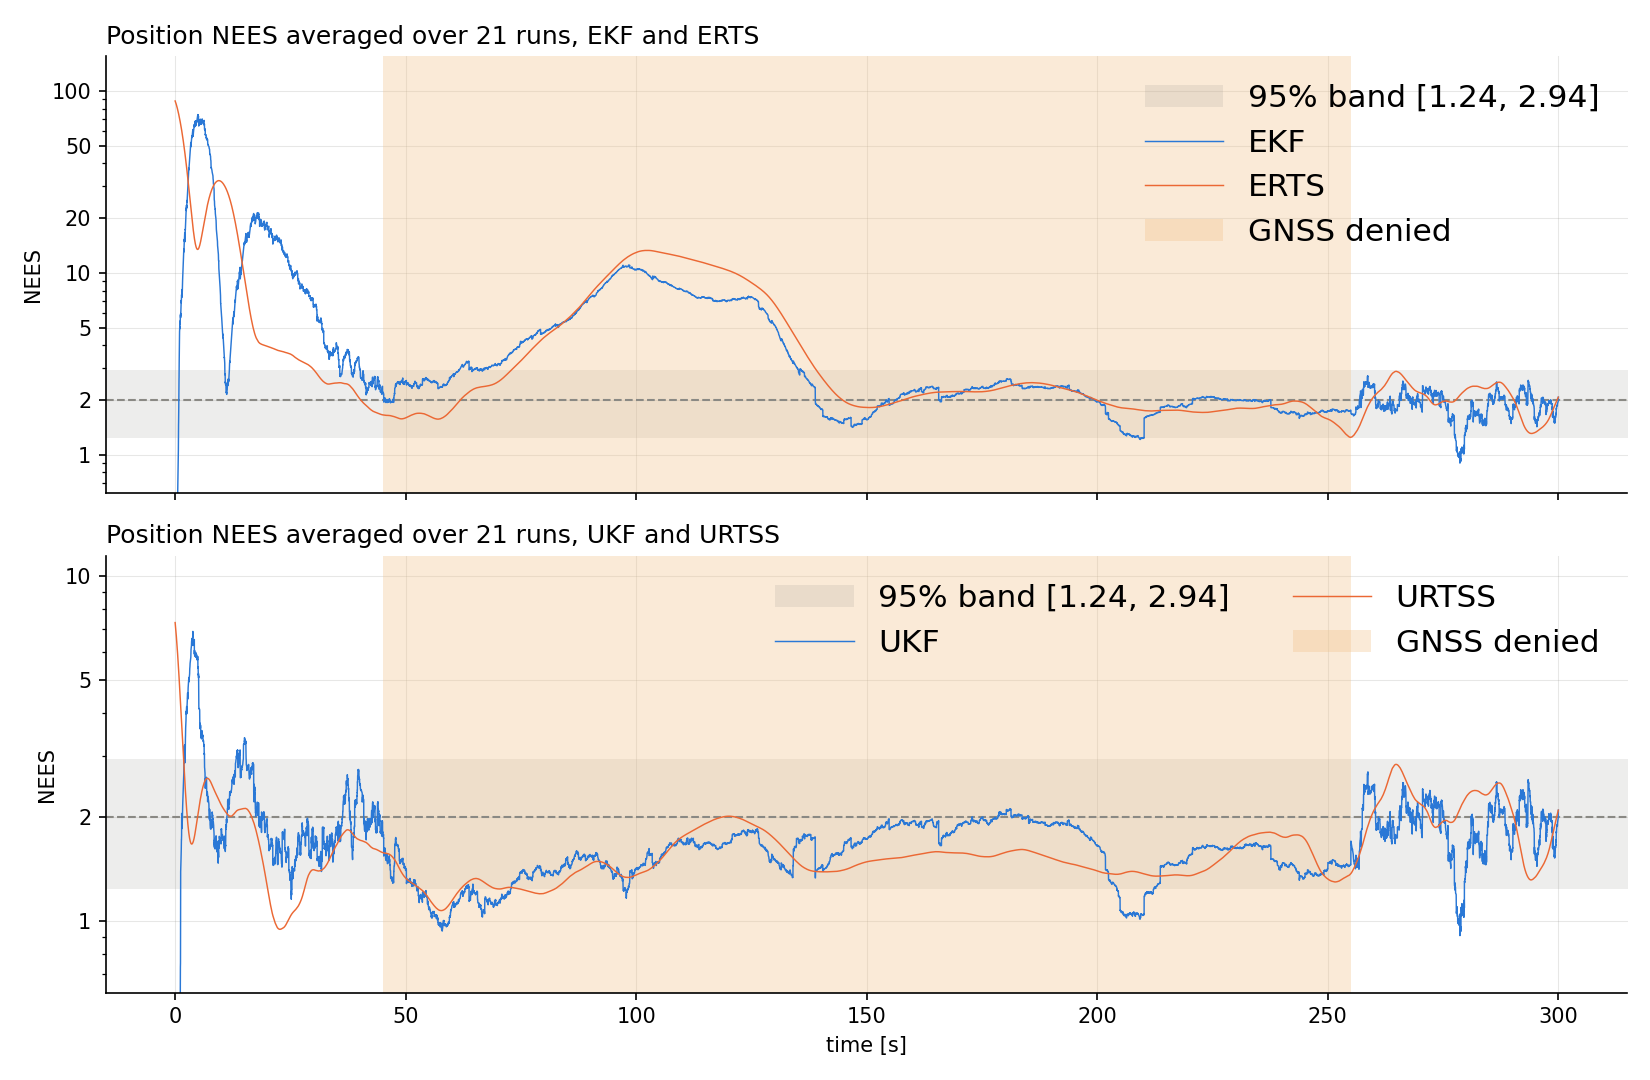 Position NEES averaged over 21 runs, EKF and ERTS
100
50
20
10
5
2
1
NEES
95% band [1.24, 2.94]
EKF
ERTS
GNSS denied
Position NEES averaged over 21 runs, UKF and URTSS
10
5
2
1
NEES
95% band [1.24, 2.94]
UKF
URTSS
GNSS denied
0 50 100 150 200 250 300
time [s]